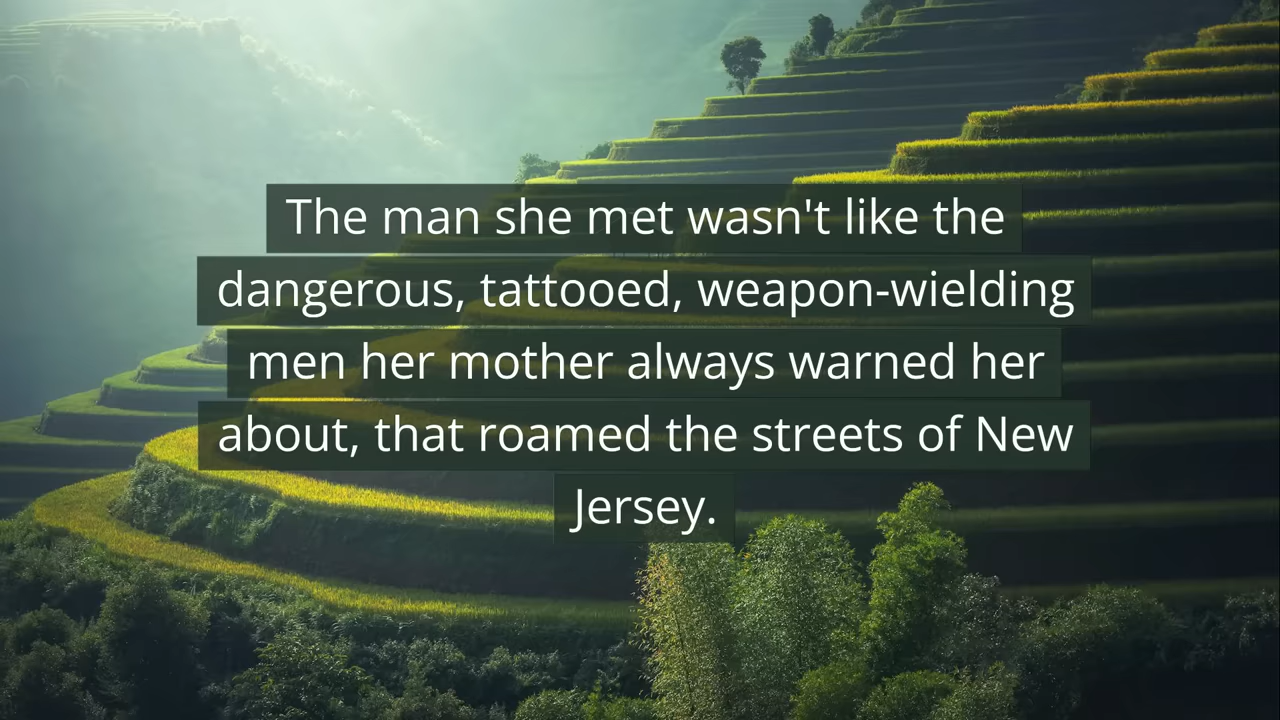 The man she met wasn't like the
dangerous, tattooed, weapon-wielding
men her mother always warned her
about, that roamed the streets of New
Jersey.